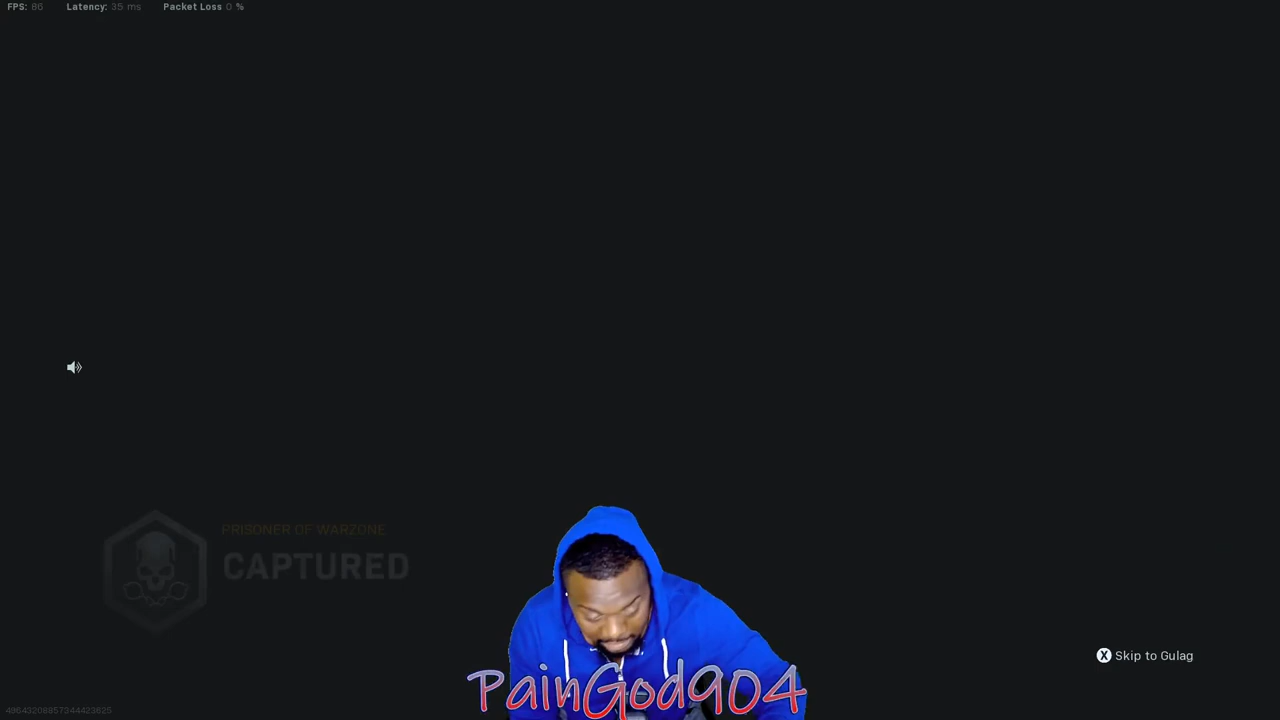 FPS: 86 Latency: 35 ms Packet Loss 0 %
PRISONER OF WARZONE
CAPTURED
X Skip to Gulag
PainGod904